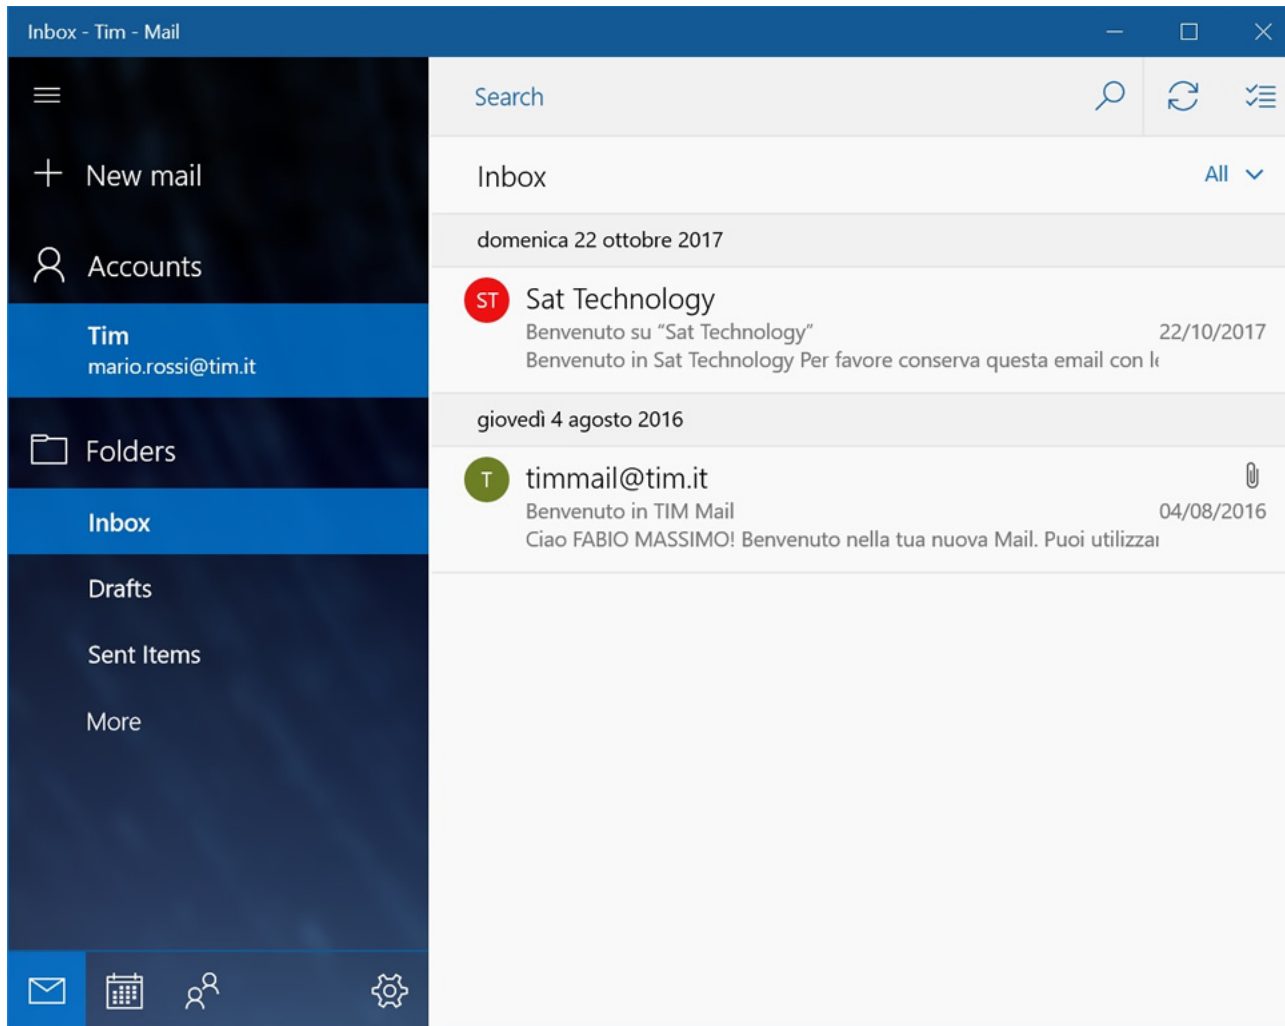 Inbox - Tim - Mail
Search
New mail
Inbox
All
domenica 22 ottobre 2017
Accounts
ST
Sat Technology
Benvenuto su “Sat Technology”
22/10/2017
Benvenuto in Sat Technology Per favore conserva questa email con le
Tim
mario.rossi@tim.it
giovedì 4 agosto 2016
Folders
T
timmail@tim.it
Benvenuto in TIM Mail
04/08/2016
Ciao FABIO MASSIMO! Benvenuto nella tua nuova Mail. Puoi
Inbox
Drafts
Sent Items
More